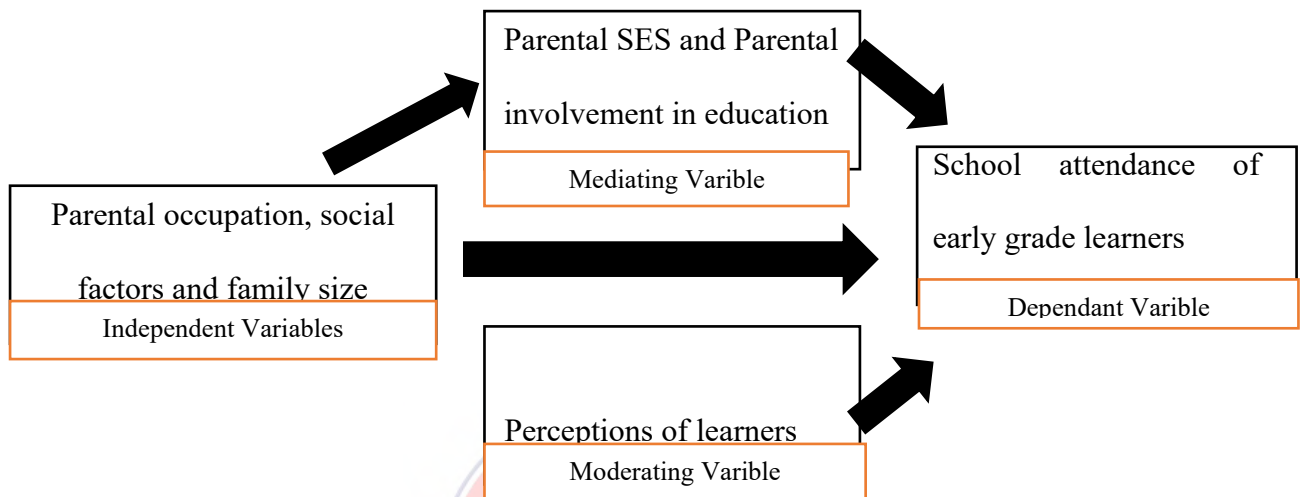 Parental SES and Parental
involvement in education
Mediating Varible
Parental occupation, social
factors and family size
Independent Variables
School attendance of
early grade learners
Dependant Varible
Perceptions of learners
Moderating Varible